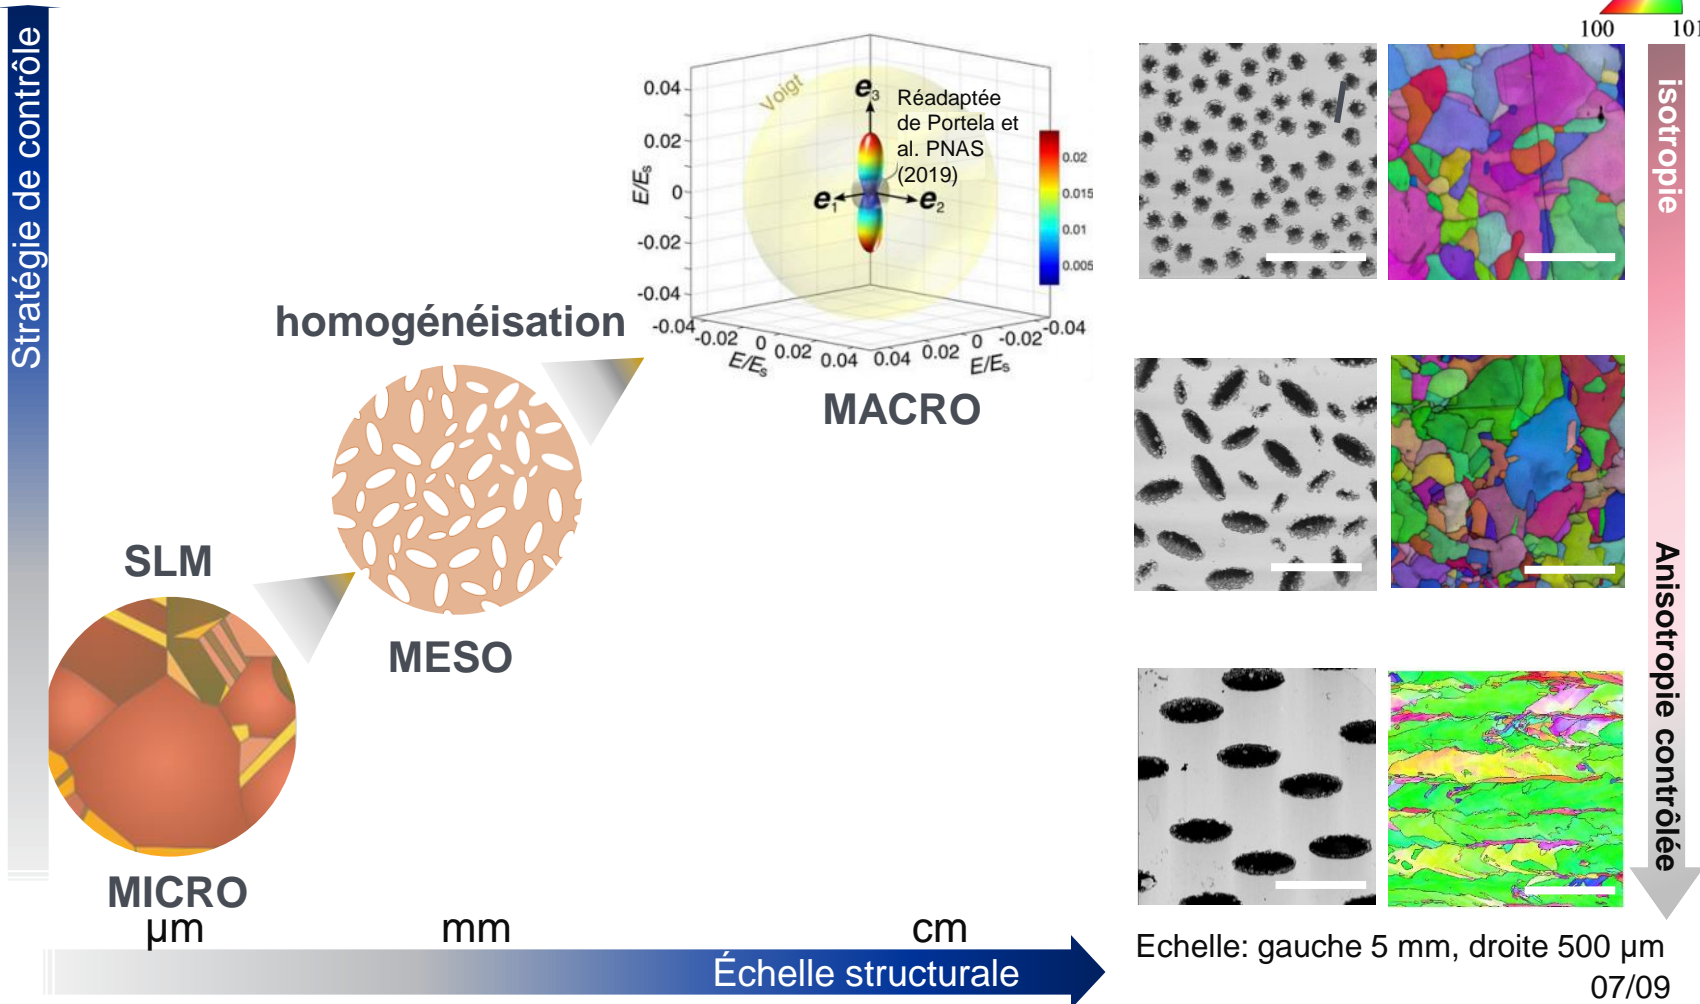 Stratégie de contrôle
100 101
0.04
0.02
0
-0.02
-0.04
E/Es
Voigt
e3
Réadaptée
de Portela et
al. PNAS
(2019)
e1
e2
0.02
0.015
0.01
0.005
-0.04
-0.02
0
0.02
0.04
E/Es
0.04
0.02
0
-0.02
-0.04
E/Es
homogénéisation
MACRO
SLM
MESO
MICRO
µm mm cm
Échelle structurale
isotropie
Anisotropie contrôlée
Echelle: gauche 5 mm, droite 500 µm
07/09